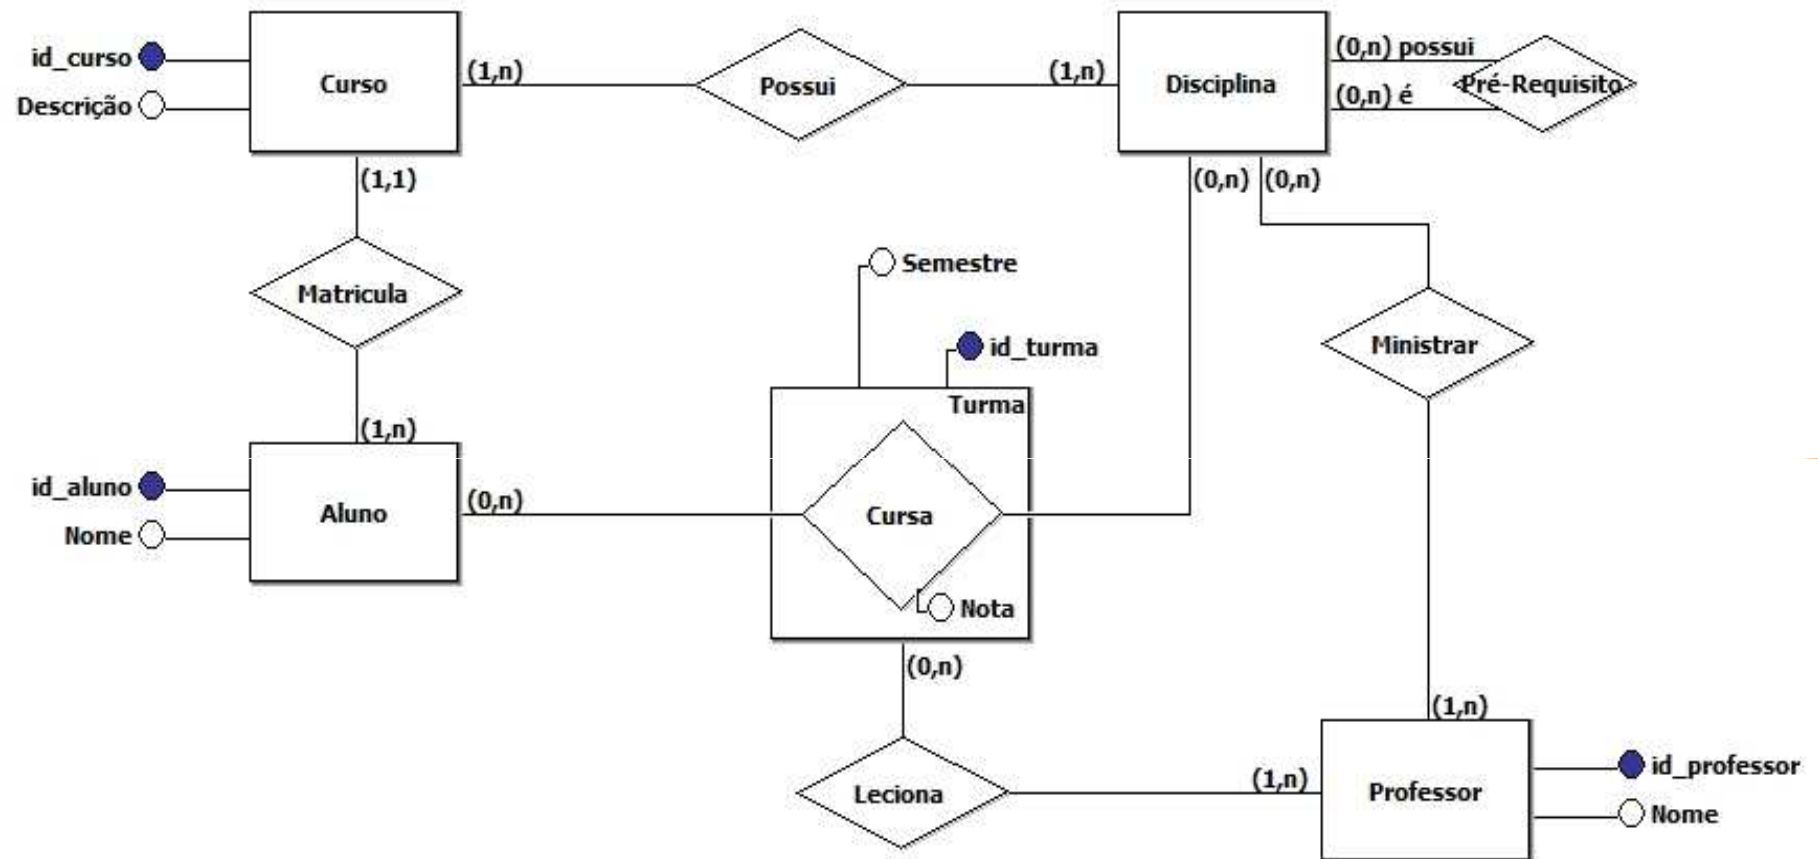 id_curso
Descrição
Curso
(1,n)
Possui
(1,n)
Disciplina
(0,n) possui
(0,n) é
Pré-Requisito
(1,1)
(0,n)
(0,n)
Matricula
Semestre
id_turma
Ministrar
Turma
(1,n)
id_aluno
Nome
Aluno
(0,n)
Cursa
Nota
(0,n)
(1,n)
Leciona
(1,n)
Professor
id_professor
Nome